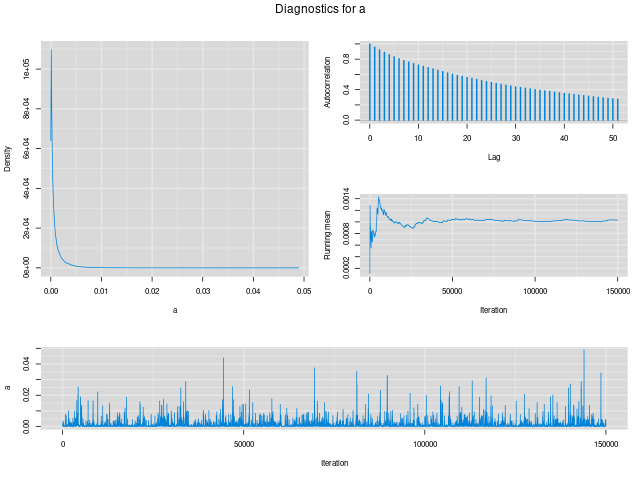 Diagnostics for a
Density
0e+00
2e+04
4e+04
6e+04
8e+04
1e+05
0.00 0.01 0.02 0.03 0.04 0.05
a
Autocorrelation
0.0
0.4
0.8
0 10 20 30 40 50
Lag
Running mean
0.0002
0.0008
0.0014
0 50000 100000 150000
Iteration
a
0.00
0.02
0.04
0 50000 100000 150000
Iteration